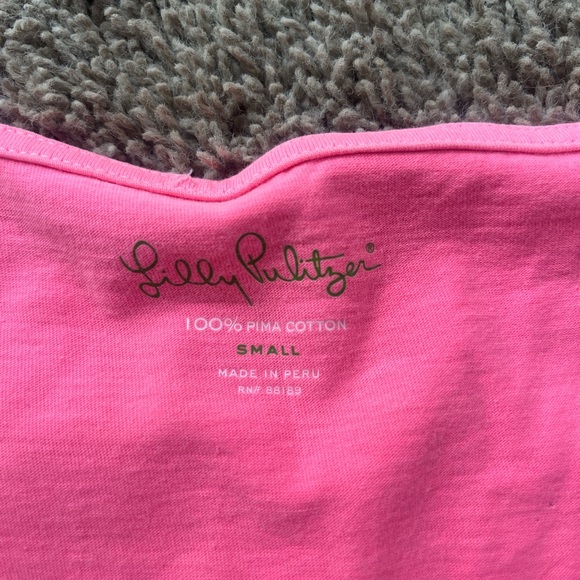 Lilly Pulitzer®
100% PIMA COTTON
SMALL
MADE IN PERU
RN# 88189